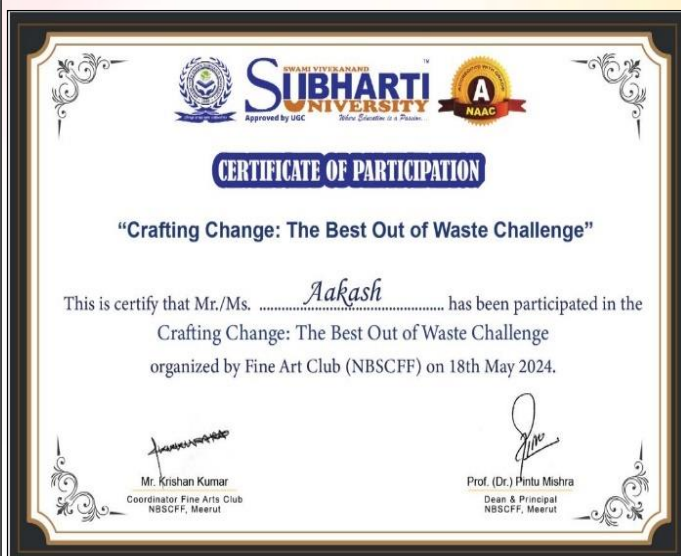 SWAMI VIVEKANAND
SUBHARTI
UNIVERSITY
TM
Approved by UGC
Where Education is a Passion...
A
NAAC
CERTIFICATE OF PARTICIPATION
“Crafting Change: The Best Out of Waste Challenge”
This is certify that Mr./Ms. Aakash has been participated in the
Crafting Change: The Best Out of Waste Challenge
organized by Fine Art Club (NBSCFF) on 18th May 2024.
Mr. Krishan Kumar
Coordinator Fine Arts Club
NBSCFF, Meerut
Prof. (Dr.) Pintu Mishra
Dean & Principal
NBSCFF, Meerut